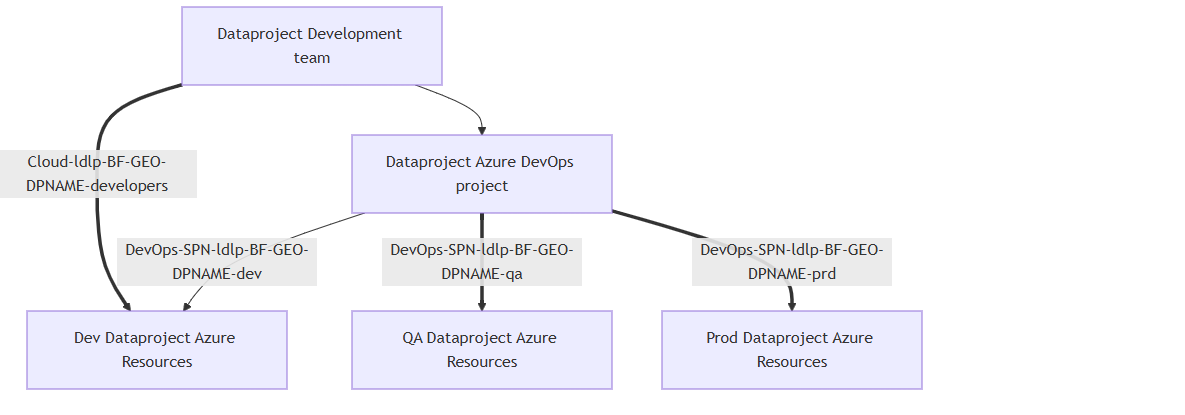 Dataproject Development
team
Cloud-ldlp-BF-GEO-
DPNAME-developers
Dataproject Azure DevOps
project
DevOps-SPN-ldlp-BF-GEO-
DPNAME-dev
DevOps-SPN-ldlp-BF-GEO-
DPNAME-qa
DevOps-SPN-ldlp-BF-GEO-
DPNAME-prd
Dev Dataproject Azure
Resources
QA Dataproject Azure
Resources
Prod Dataproject Azure
Resources